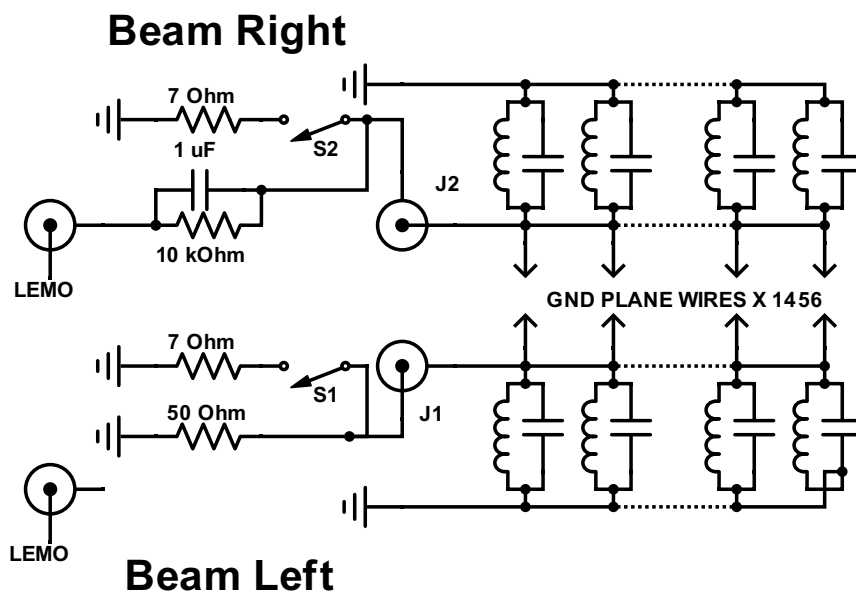 Beam Right
7 Ohm
S2
1 uF
J2
10 kOhm
LEMO
GND PLANE WIRES X 1456
7 Ohm
S1
J1
50 Ohm
LEMO
Beam Left